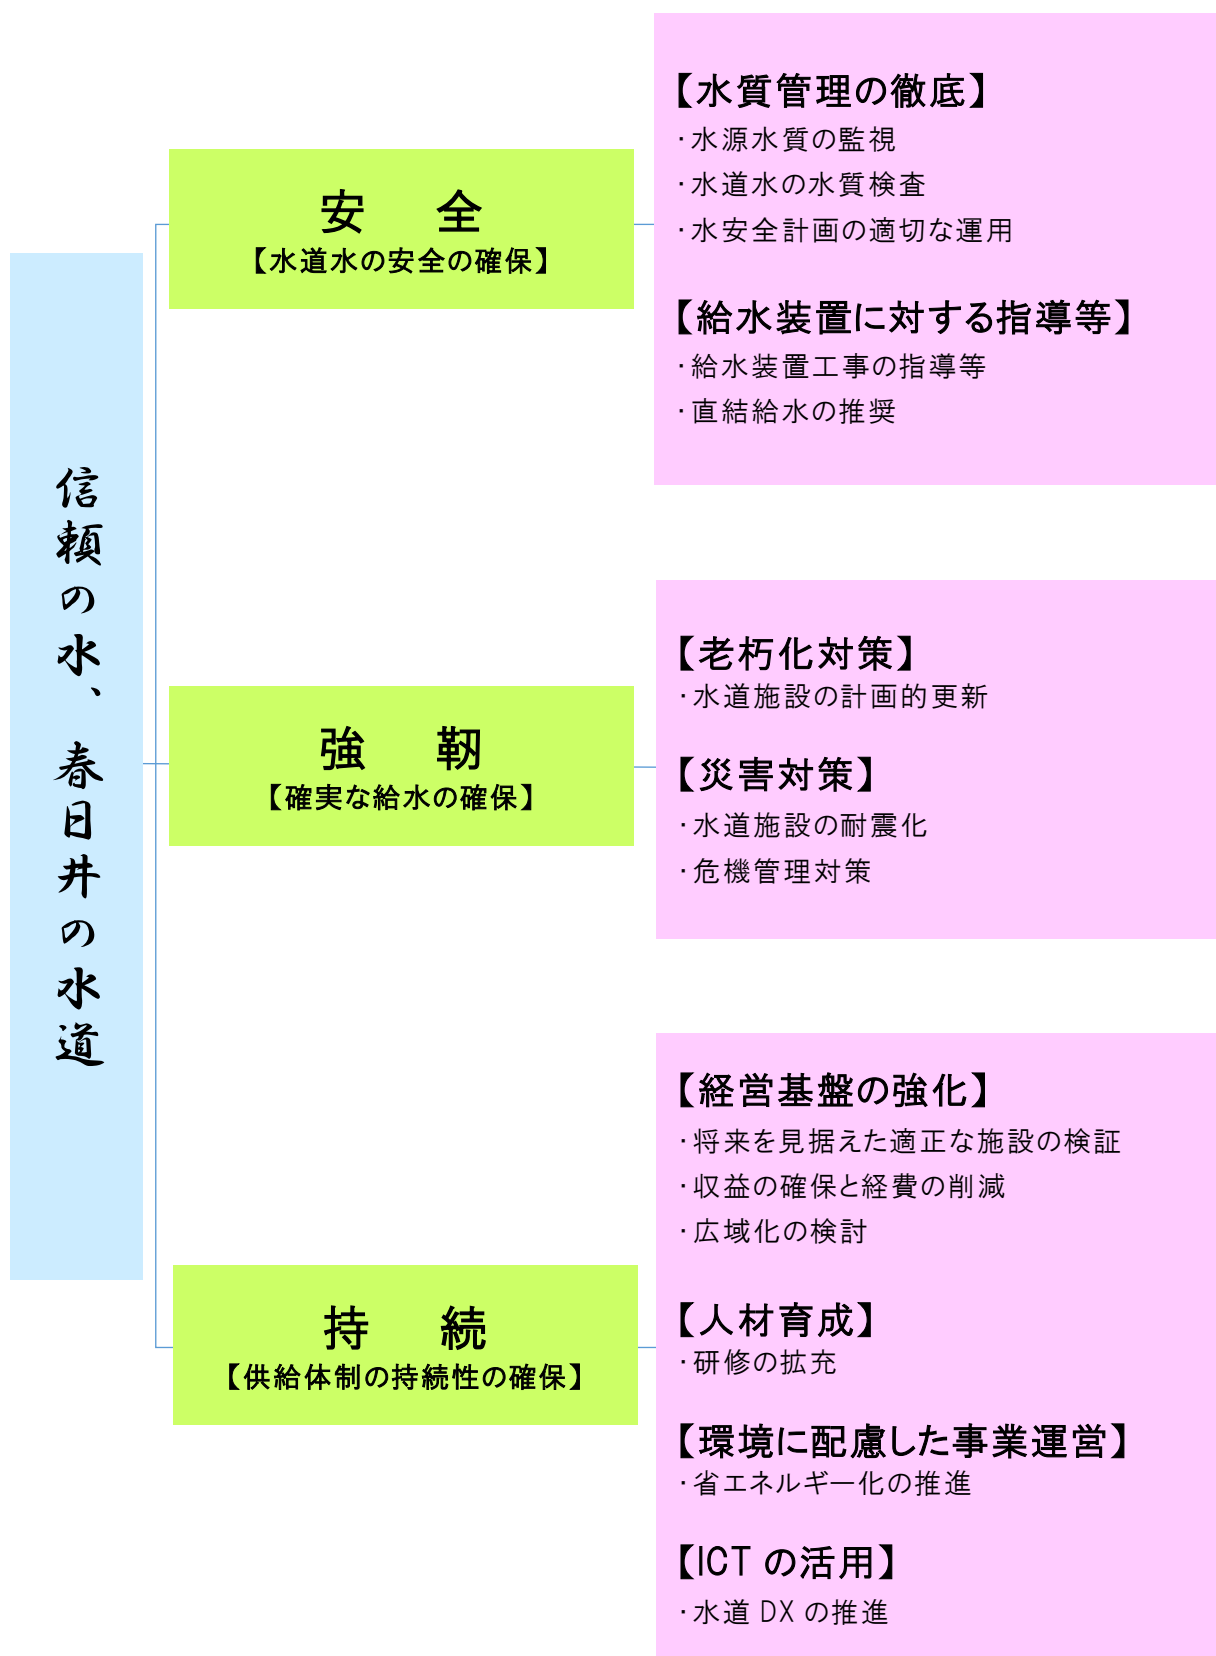 信頼の水、春日井の水道
安　全
【水道水の安全の確保】
【水質管理の徹底】
・水源水質の監視
・水道水の水質検査
・水安全計画の適切な運用
【給水装置に対する指導等】
・給水装置工事の指導等
・直結給水の推奨
強　靭
【確実な給水の確保】
【老朽化対策】
・水道施設の計画的更新
【災害対策】
・水道施設の耐震化
・危機管理対策
持　続
【供給体制の持続性の確保】
【経営基盤の強化】
・将来を見据えた適正な施設の検証
・収益の確保と経費の削減
・広域化の検討
【人材育成】
・研修の拡充
【環境に配慮した事業運営】
・省エネルギー化の推進
【ICT の活用】
・水道 DX の推進